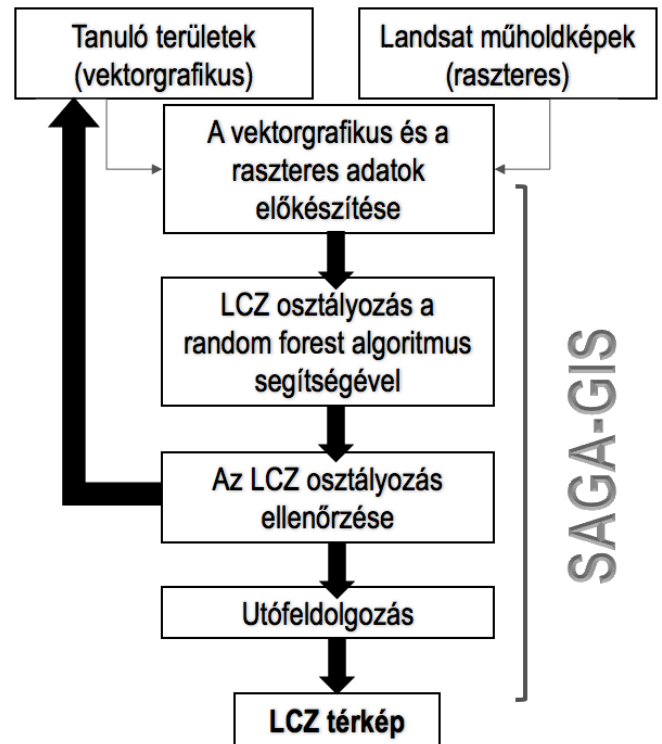 Tanuló területek
(vektorgrafikus)
Landsat műholdképek
(raszteres)
A vektorgrafikus és a
raszteres adatok
előkészítése
LCZ osztályozás a
random forest algoritmus
segítségével
Az LCZ osztályozás
ellenőrzése
Utófeldolgozás
LCZ térkép
SAGA-GIS